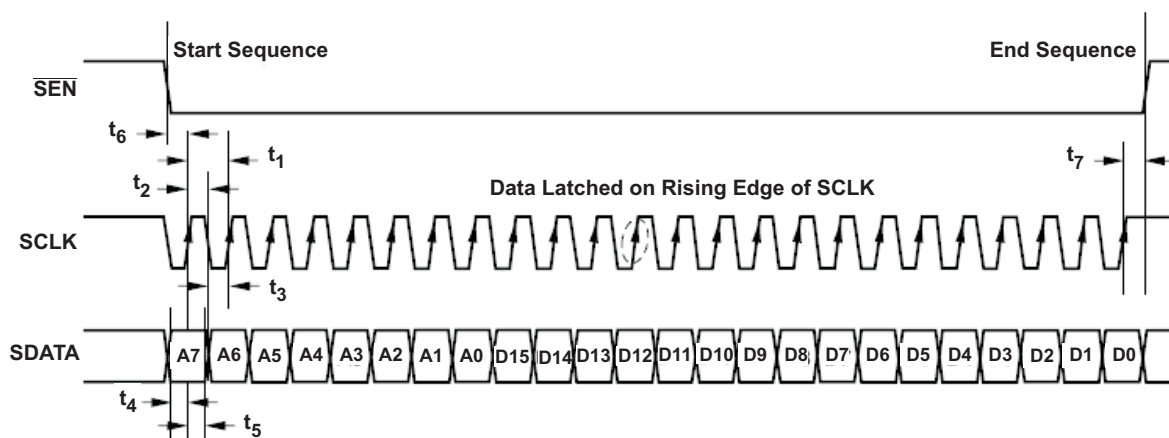 Start Sequence
End Sequence
SEN
t6
t1
t7
t2
Data Latched on Rising Edge of SCLK
SCLK
t3
SDATA
A7 A6 A5 A4 A3 A2 A1 A0 D15 D14 D13 D12 D11 D10 D9 D8 D7 D6 D5 D4 D3 D2 D1 D0
t4
t5